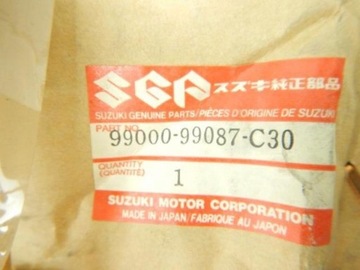 SGP スズキ純正部品
SUZUKI GENUINE PARTS/PIÈCES D'ORIGINE DE SUZUKI
PART NO.
99000-99087-C30
QUANTITY
(QUANTITÉ)
1
SUZUKI MOTOR CORPORATION
MADE IN JAPAN/FABRIQUÉ AU JAPON